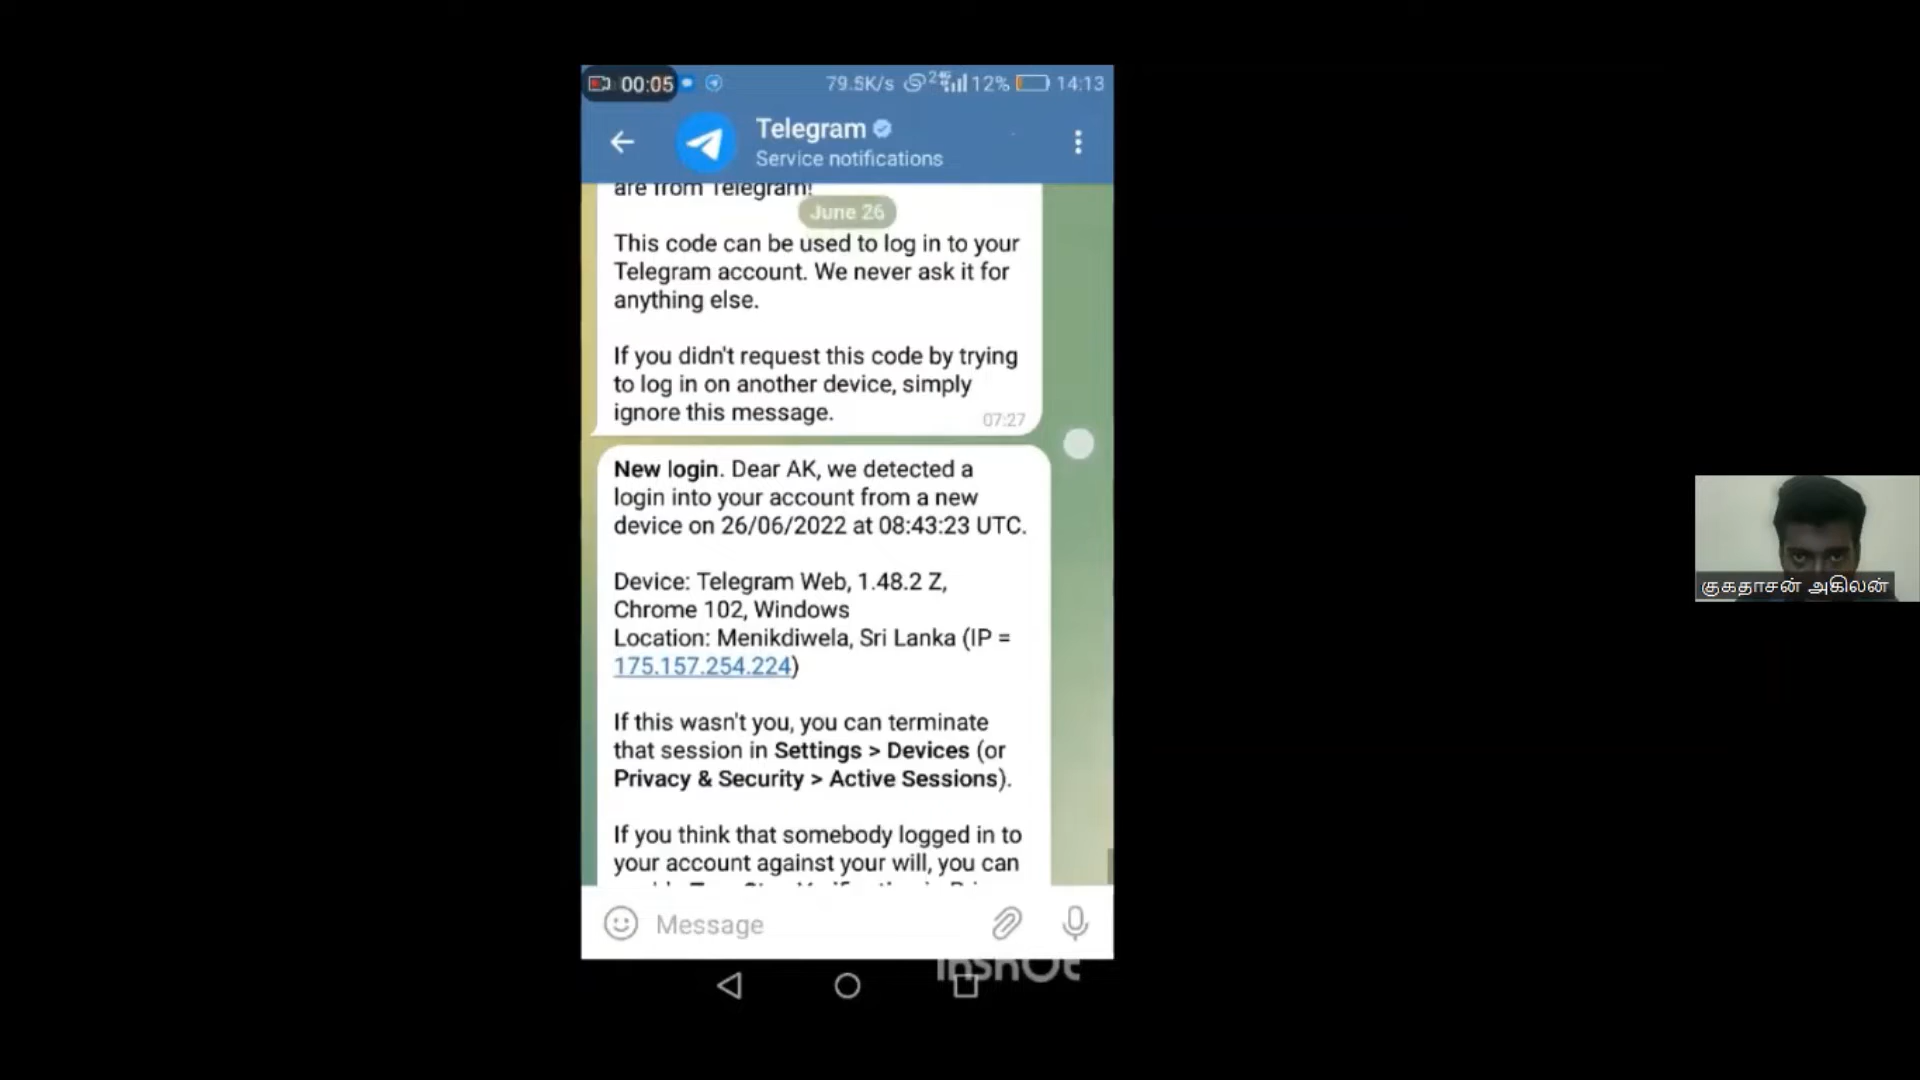 00:05 79.5K/s 12% 14:13
Telegram
Service notifications
are from Telegram!
June 26
This code can be used to log in to your
Telegram account. We never ask it for
anything else.
If you didn't request this code by trying
to log in on another device, simply
ignore this message.
07:27
New login. Dear AK, we detected a
login into your account from a new
device on 26/06/2022 at 08:43:23 UTC.
Device: Telegram Web, 1.48.2 Z,
Chrome 102, Windows
Location: Menikdiwela, Sri Lanka (IP =
175.157.254.224)
If this wasn't you, you can terminate
that session in Settings > Devices (or
Privacy & Security > Active Sessions).
If you think that somebody logged in to
your account against your will, you can
Message
InShOt
குகதாசன் அகிலன்